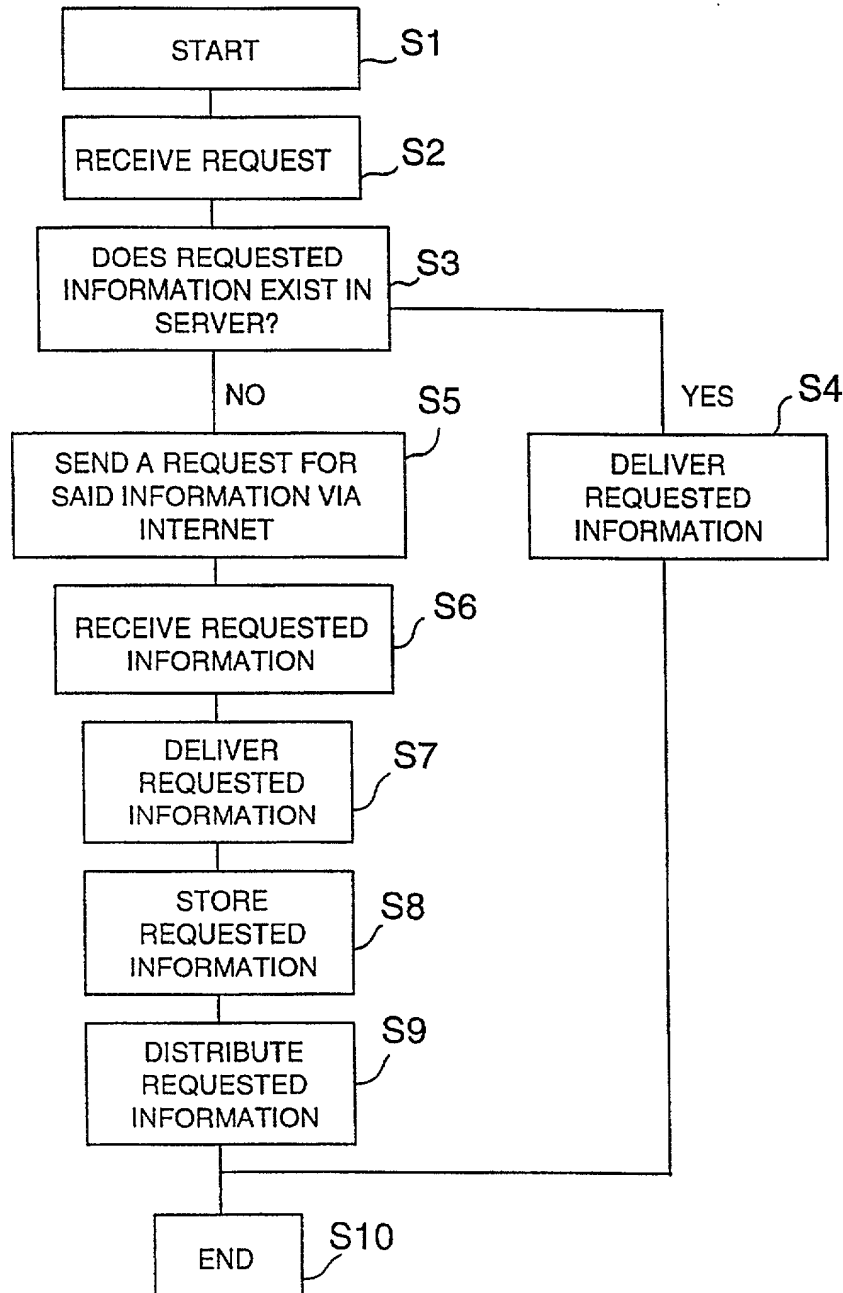 START
S1
RECEIVE REQUEST
S2
DOES REQUESTED
INFORMATION EXIST IN
SERVER?
S3
NO
YES
S4
S5
SEND A REQUEST FOR
SAID INFORMATION VIA
INTERNET
DELIVER
REQUESTED
INFORMATION
S6
RECEIVE REQUESTED
INFORMATION
DELIVER
REQUESTED
INFORMATION
S7
STORE
REQUESTED
INFORMATION
S8
DISTRIBUTE
REQUESTED
INFORMATION
S9
END
S10